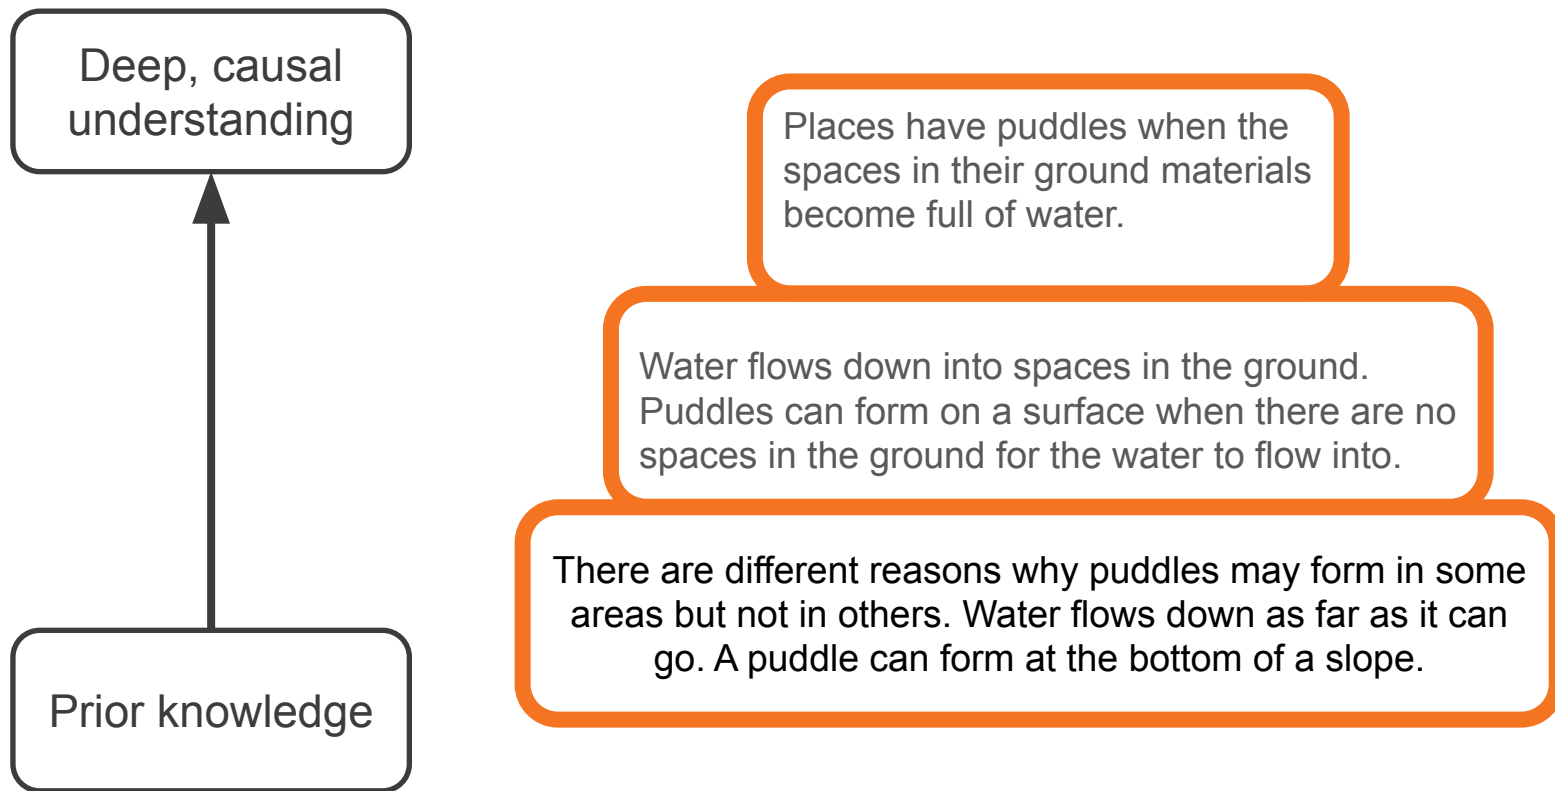 Deep, causal
understanding
Places have puddles when the
spaces in their ground materials
become full of water.
Water flows down into spaces in the ground.
Puddles can form on a surface when there are no
spaces in the ground for the water to flow into.
There are different reasons why puddles may form in some
areas but not in others. Water flows down as far as it can
go. A puddle can form at the bottom of a slope.
Prior knowledge